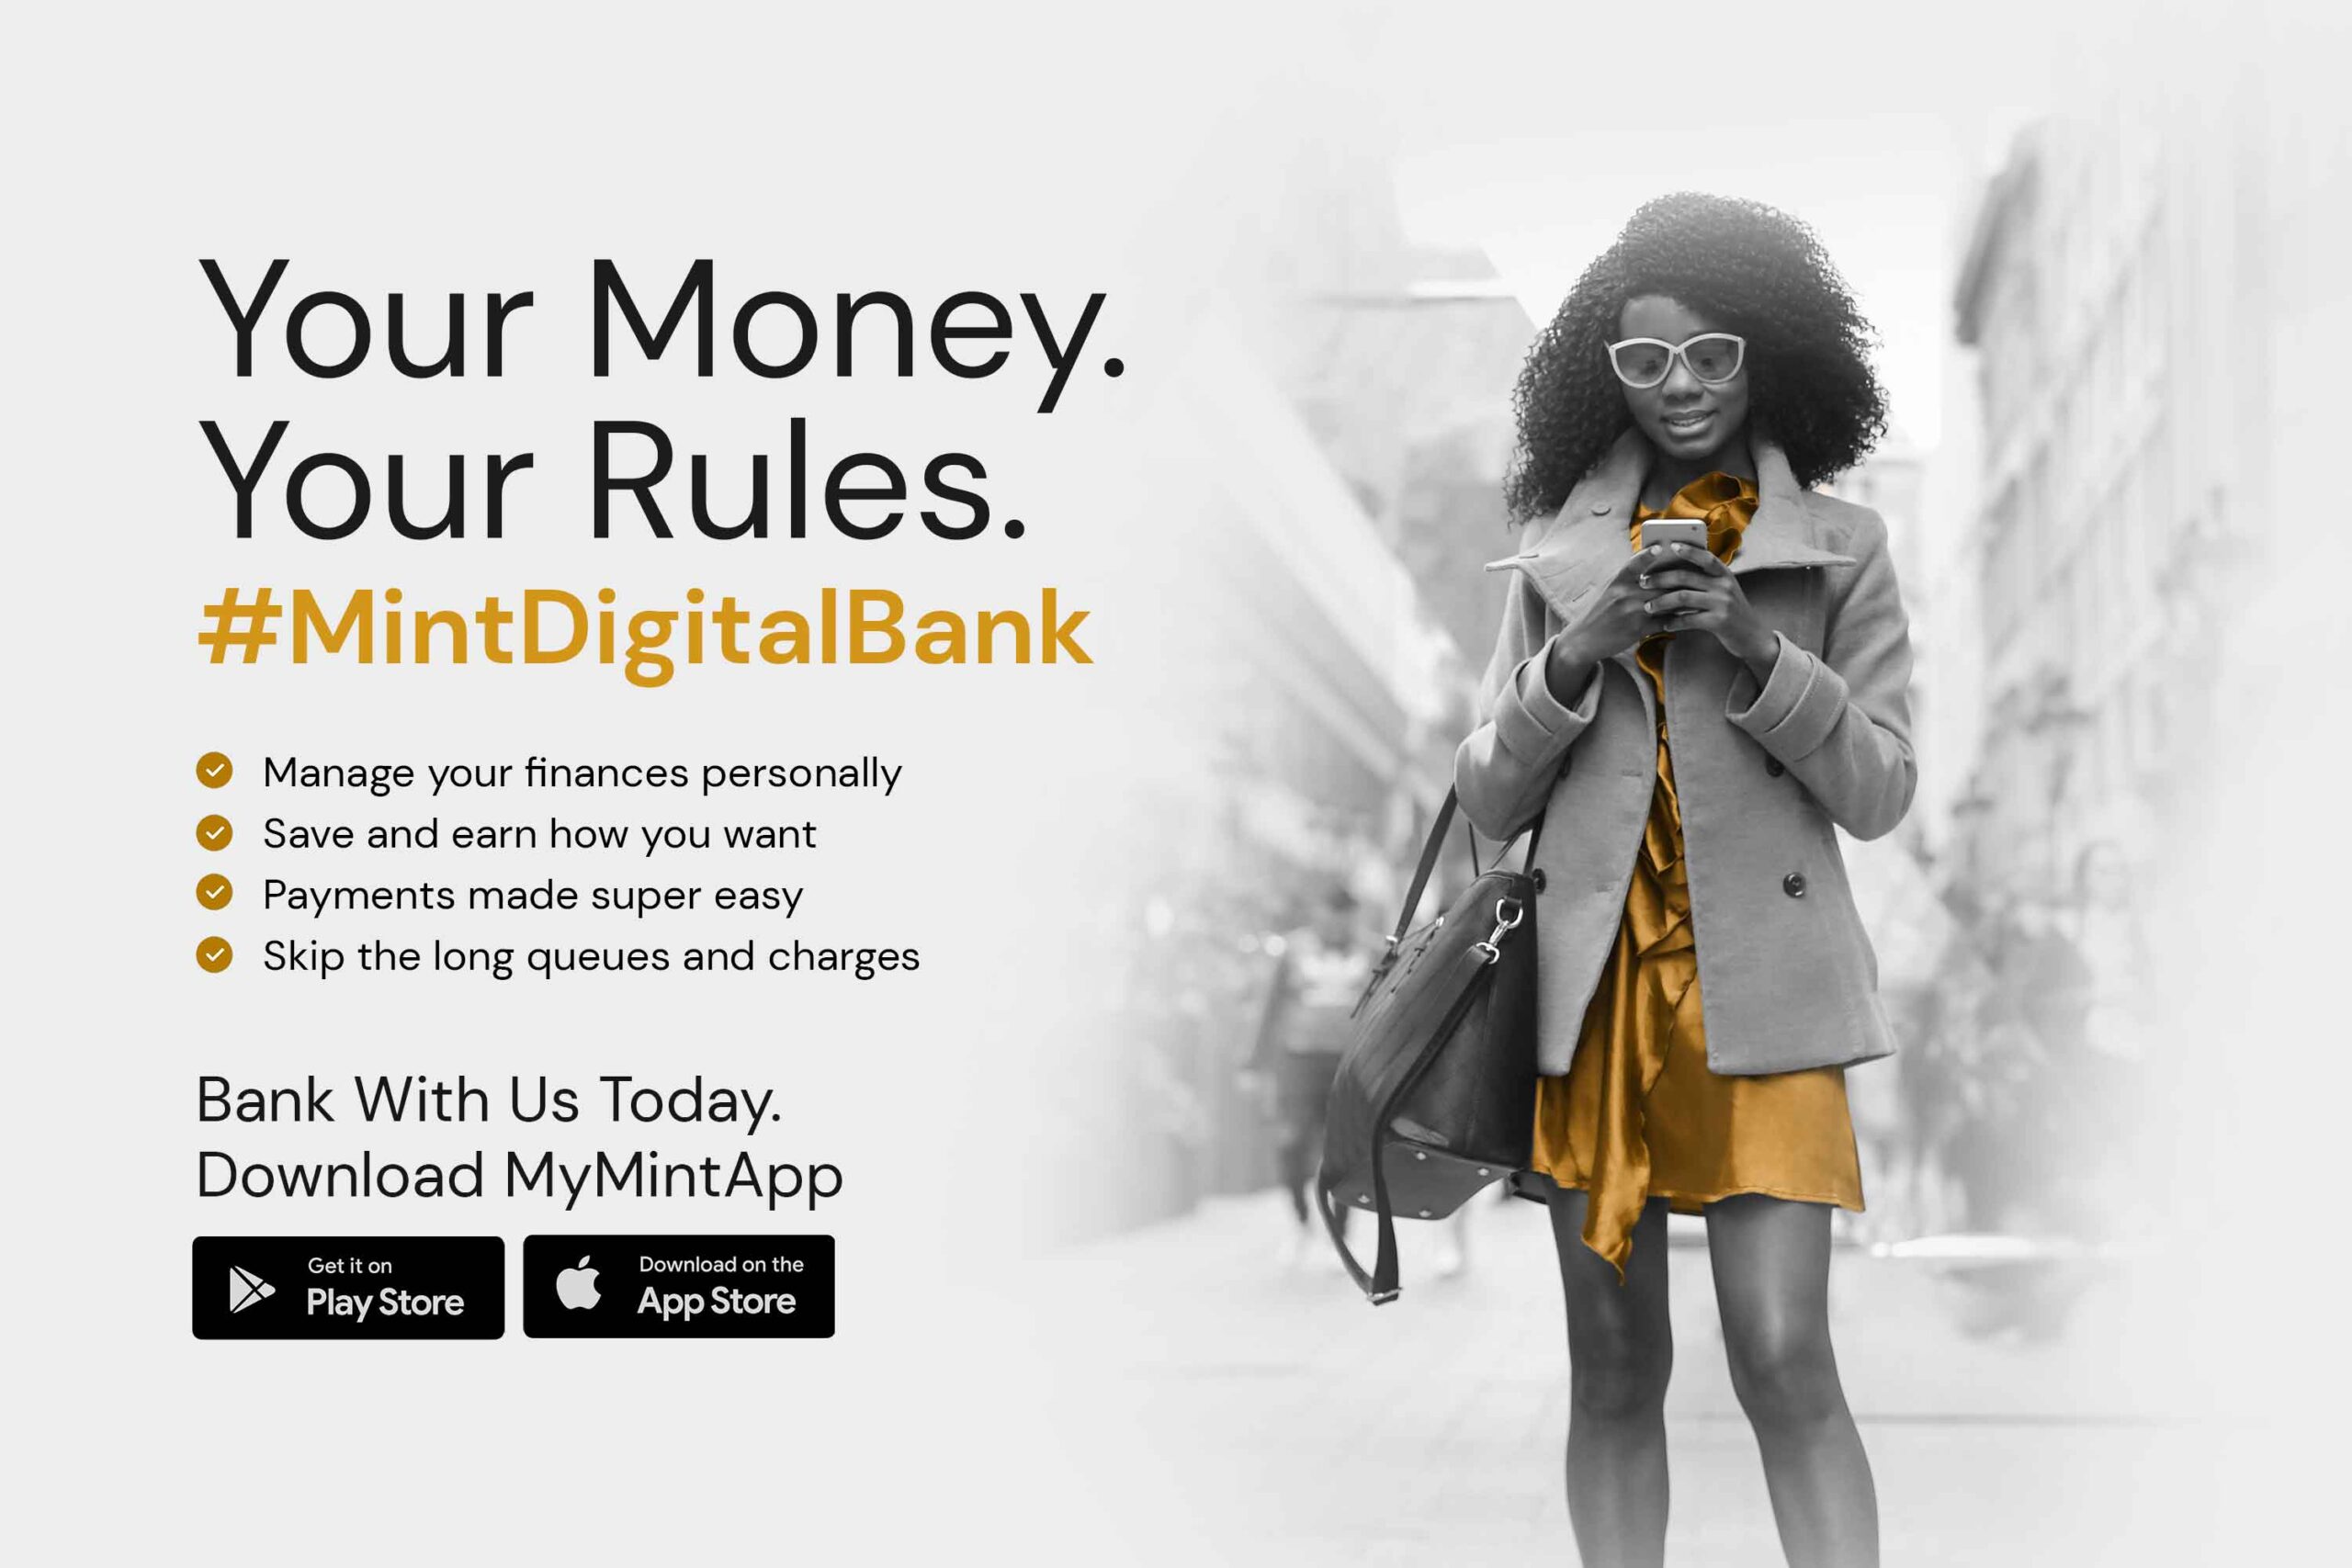 Your Money.
Your Rules.
#MintDigitalBank
Manage your finances personally
Save and earn how you want
Payments made super easy
Skip the long queues and charges
Bank With Us Today.
Download MyMintApp
Get it on
Play Store
Download on the
App Store